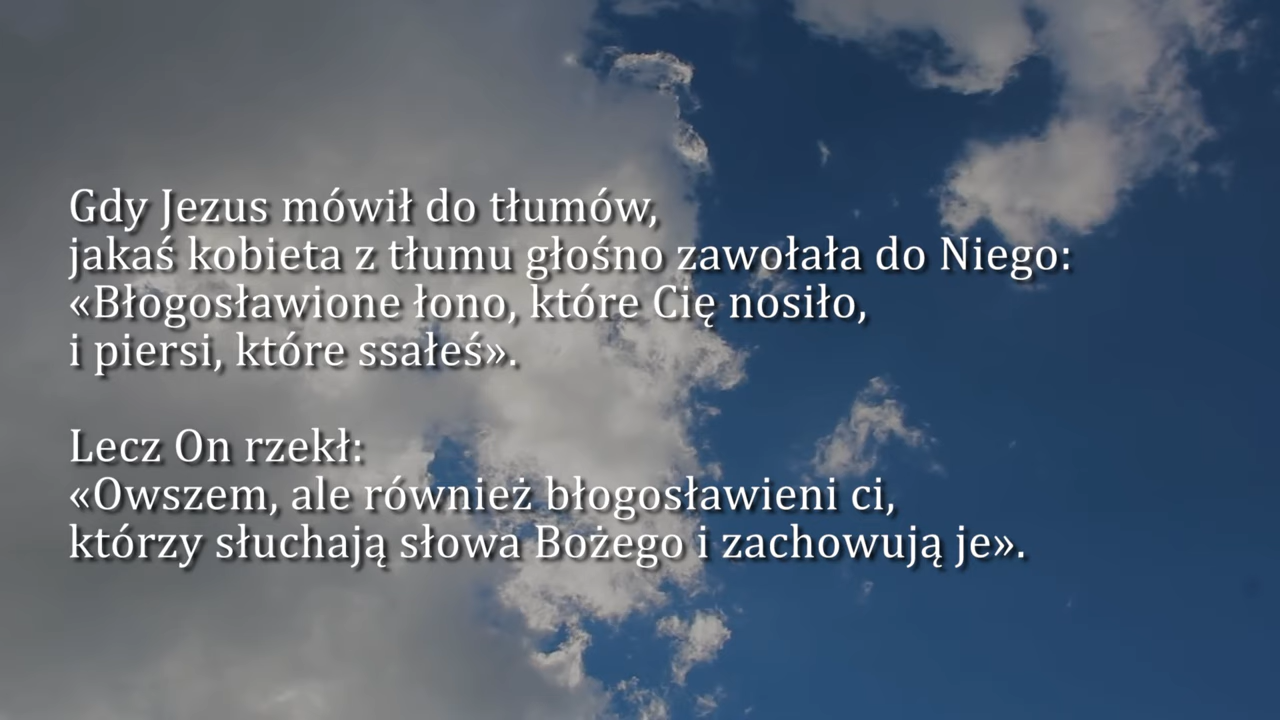 Gdy Jezus mówił do tłumów,
jakaś kobieta z tłumu głośno zawołała do Niego:
«Błogosławione łono, które Cię nosiło,
i piersi, które ssałeś».
Lecz On rzekł:
«Owszem, ale również błogosławieni ci,
którzy słuchają słowa Bożego i zachowują je».